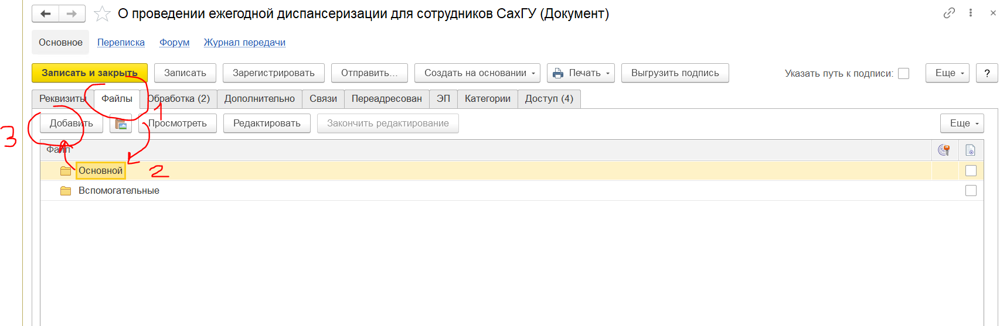 О проведении ежегодной диспансеризации для сотрудников СахГУ (Документ)
Основное Переписка Форум Журнал передачи
Записать и закрыть Записать Зарегистрировать Отправить... Создать на основании Печать Выгрузить подпись Указать путь к подписи: Еще ?
Реквизиты Файлы Обработка (2) Дополнительно Связи Переадресован ЭП Категории Доступ (4)
1
3 Добавить Просмотреть Редактировать Закончить редактирование Еще
Файл
Основной 2
Вспомогательные